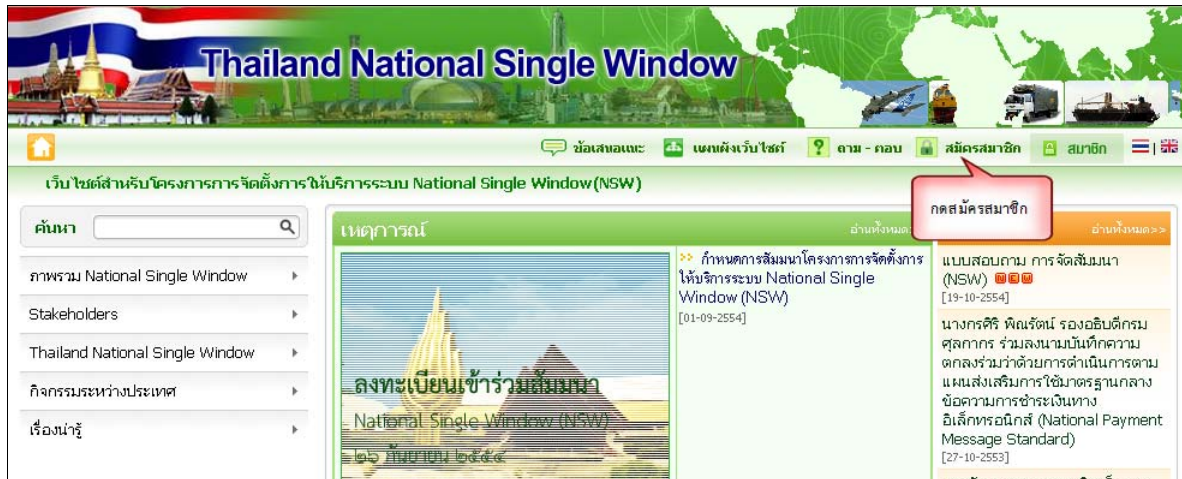 Thailand National Single Window
ข้อเสนอแนะ แผนผังเว็บไซต์ ถาม - ตอบ สมัครสมาชิก สมาชิก |
เว็บไซต์สำหรับโครงการการจัดตั้งการให้บริการระบบ National Single Window(NSW)
กดสมัครสมาชิก
ค้นหา
ภาพรวม National Single Window
Stakeholders
Thailand National Single Window
กิจกรรมระหว่างประเทศ
เรื่องน่ารู้
เหตุการณ์
อ่านทั้งหมด
ลงทะเบียนเข้าร่วมสัมมนา
National Single Window (NSW)
๒๖ กันยายน ๒๕๕๔
>> กำหนดการสัมมนาโครงการการจัดตั้งการ
ให้บริการระบบ National Single
Window (NSW)
[01-09-2554]
อ่านทั้งหมด>>
แบบสอบถาม การจัดสัมมนา
(NSW) NEW
[19-10-2554]
นางกรศิริ พิณรัตน์ รองอธิบดีกรม
ศุลกากร ร่วมลงนามบันทึกความ
ตกลงร่วมว่าด้วยการดำเนินการตาม
แผนส่งเสริมการใช้มาตรฐานกลาง
ข้อความการชำระเงินทาง
อิเล็กทรอนิกส์ (National Payment
Message Standard)
[27-10-2553]